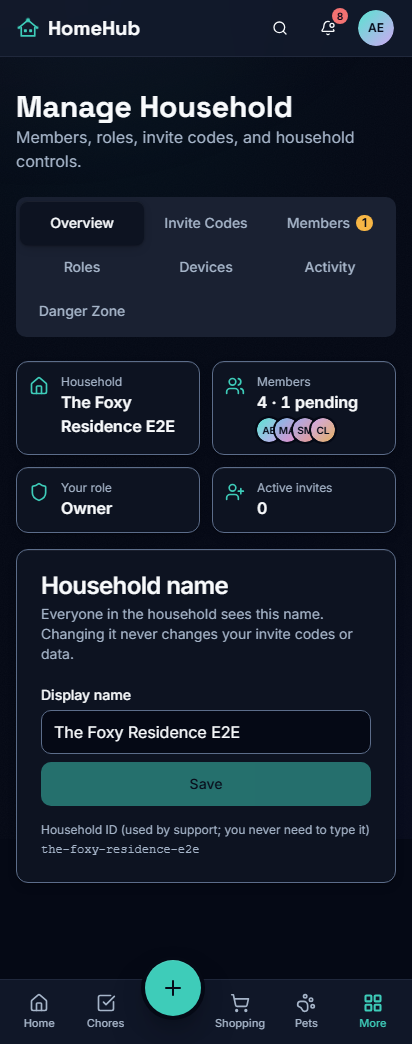 HomeHub
8
AE
Manage Household
Members, roles, invite codes, and household
controls.
Overview
Invite Codes
Members 1
Roles
Devices
Activity
Danger Zone
Household
The Foxy
Residence E2E
Members
4 · 1 pending
AE MA SM CL
Your role
Owner
Active invites
0
Household name
Everyone in the household sees this name.
Changing it never changes your invite codes or
data.
Display name
The Foxy Residence E2E
Save
Household ID (used by support; you never need to type it)
the-foxy-residence-e2e
Home
Chores
Shopping
Pets
More